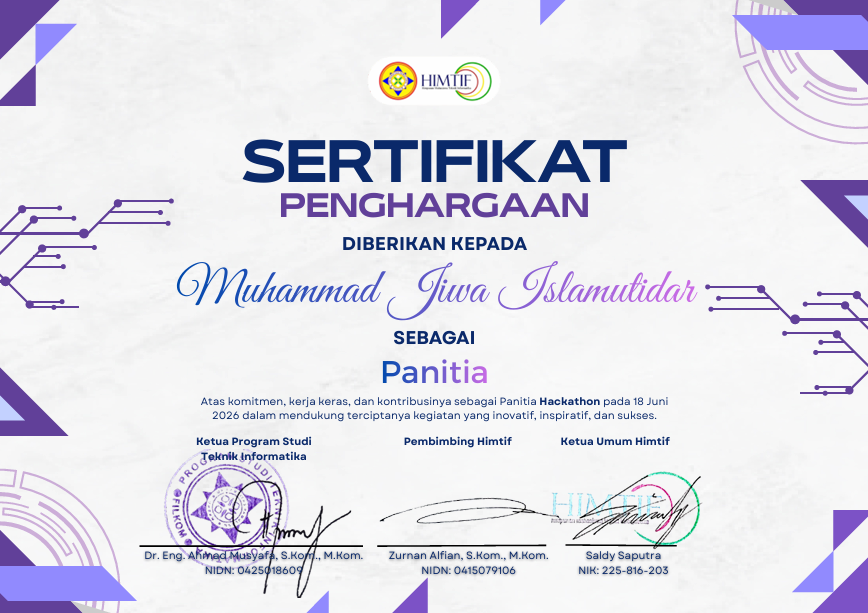 HIMTIF
SERTIFIKAT
PENGHARGAAN
DIBERIKAN KEPADA
Muhammad Jiwa Islamutidar
SEBAGAI
Panitia
Atas komitmen, kerja keras, dan kontribusinya sebagai Panitia Hackathon pada 18 Juni
2026 dalam mendukung terciptanya kegiatan yang inovatif, inspiratif, dan sukses.
Ketua Program Studi
Teknik Informatika
Pembimbing Himtif
Ketua Umum Himtif
HIMTIF
Dr. Eng. Ahmad Musyafa, S.Kom., M.Kom.
NIDN: 0425018609
Zurnan Alfian, S.Kom., M.Kom.
NIDN: 0415079106
Saldy Saputra
NIK: 225-816-203